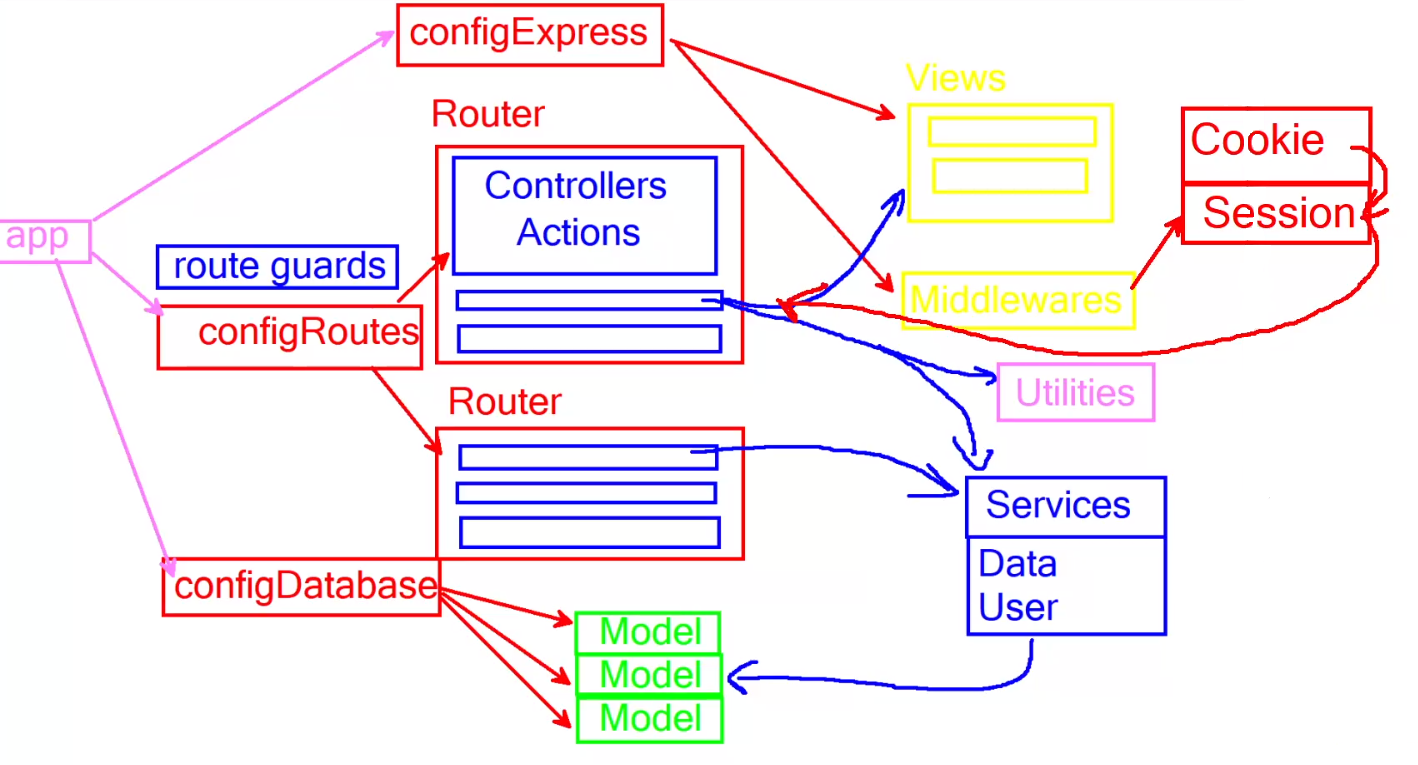 configExpress
Views
Router
Cookie
Controllers
Actions
Session
app
route guards
Middlewares
configRoutes
Utilities
Router
Services
Data
User
configDatabase
Model
Model
Model